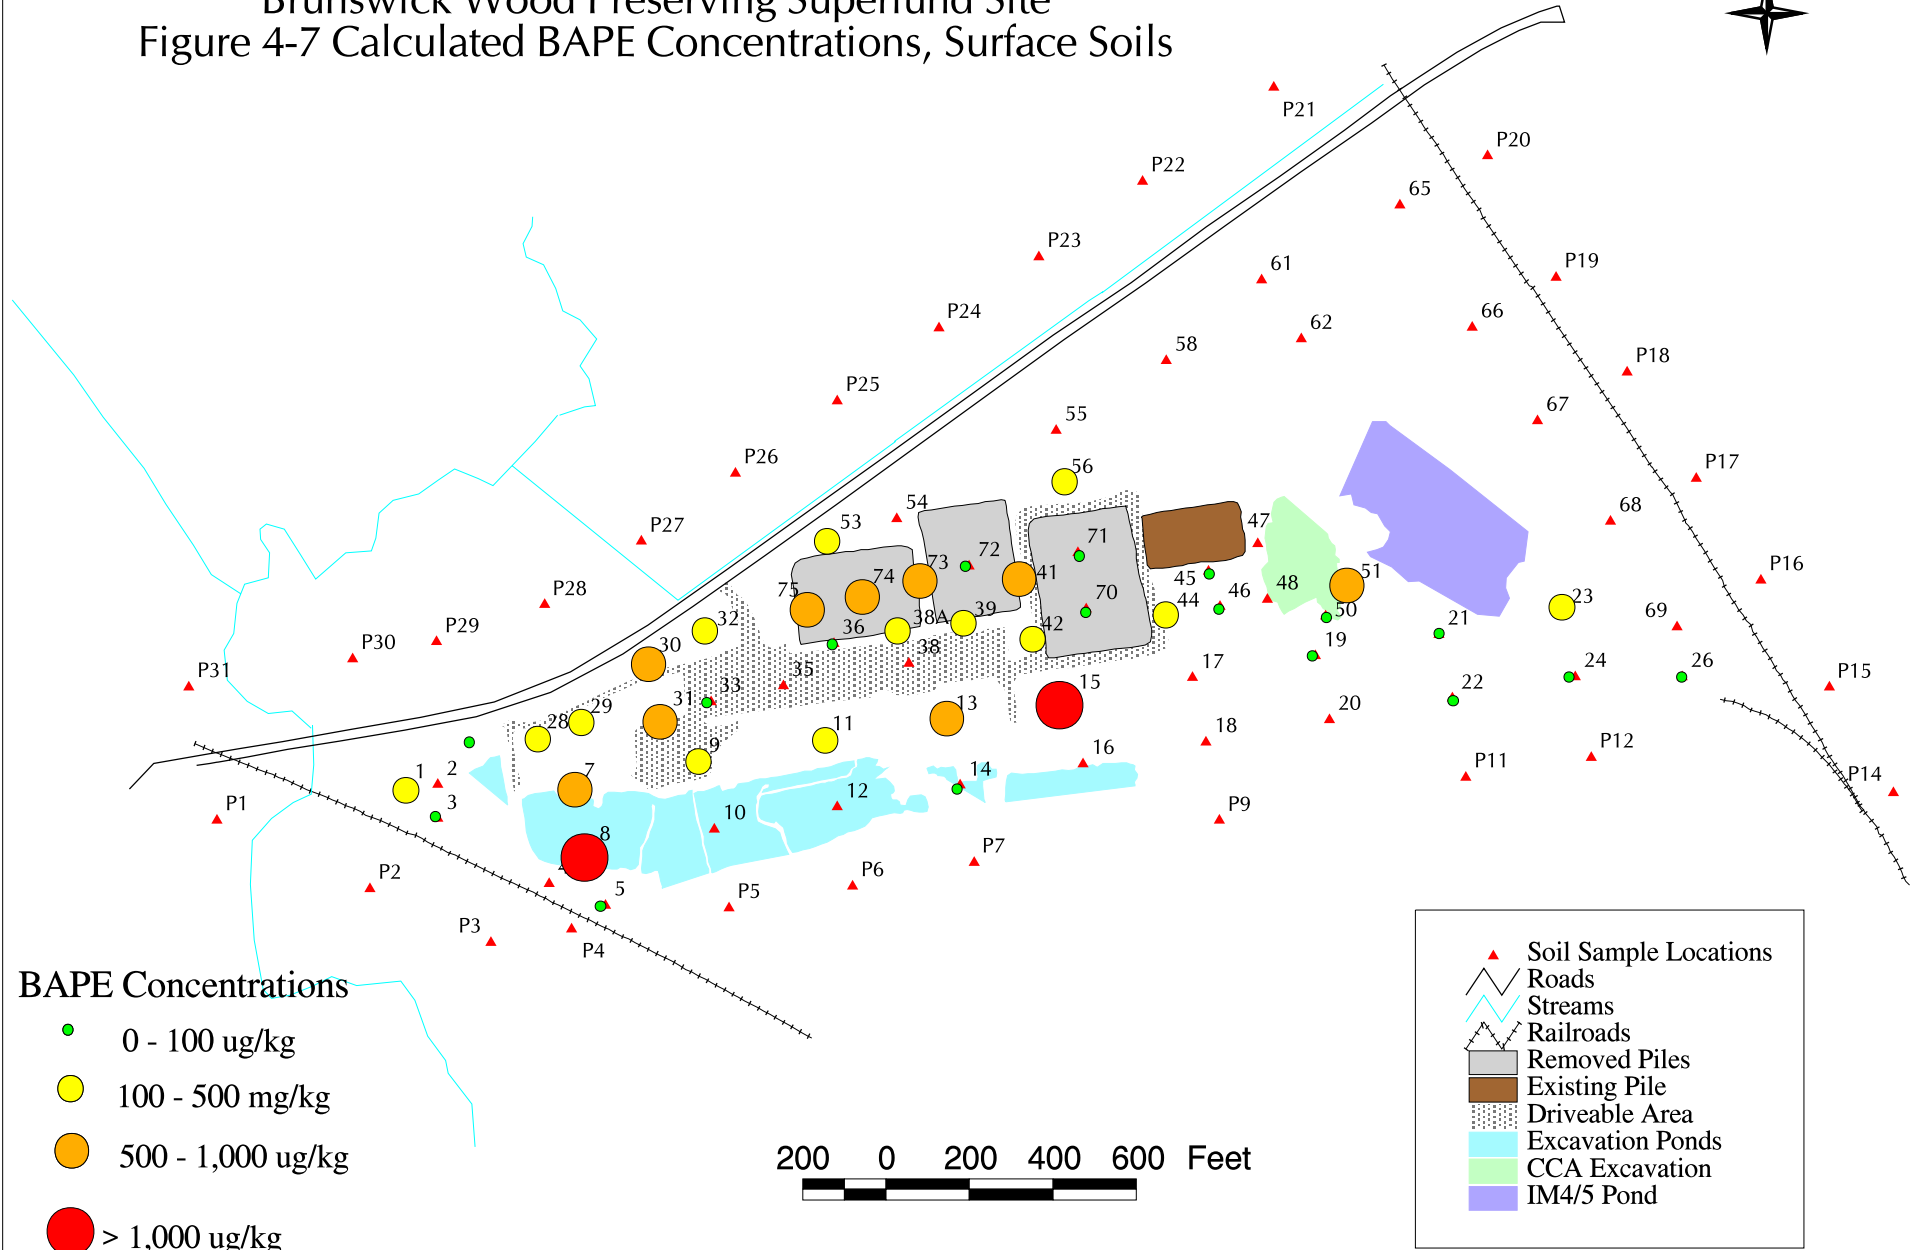 Brunswick Wood Preserving Superfund Site
Figure 4-7 Calculated BAPE Concentrations, Surface Soils
P21
P20
P22
65
P23
61
P19
P24
62
66
58
P18
P25
67
55
P26
56
P17
54
53
47
68
P27
71
72
73
41
45
51
P16
74
75
46
48
P28
70
44
23
39
38A
50
69
32
36
42
21
P29
19
P30
30
38
24
26
P31
35
17
P15
33
15
22
31
29
13
20
28
11
18
9
16
P12
1
2
7
14
P11
P14
12
3
P1
10
P9
8
P7
P2
P6
5
P5
P3
P4
BAPE Concentrations
0 - 100 ug/kg
100 - 500 mg/kg
500 - 1,000 ug/kg
> 1,000 ug/kg
200 0 200 400 600 Feet
Soil Sample Locations
Roads
Streams
Railroads
Removed Piles
Existing Pile
Driveable Area
Excavation Ponds
CCA Excavation
IM4/5 Pond